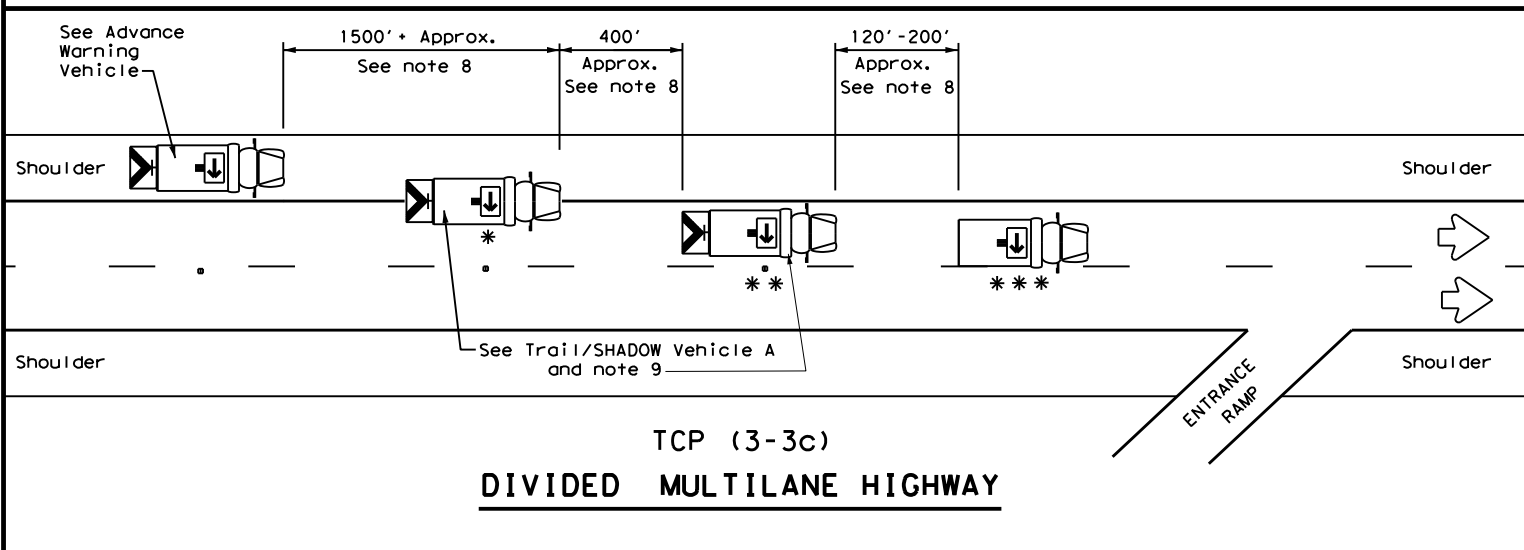 See Advance
Warning
Vehicle
1500'+ Approx.
See note 8
400'
Approx.
See note 8
120'-200'
Approx.
See note 8
Shoulder
Shoulder
*
* *
* * *
See Trail/SHADOW Vehicle A
and note 9
Shoulder
Shoulder
ENTRANCE
RAMP
TCP (3-3c)
DIVIDED MULTILANE HIGHWAY